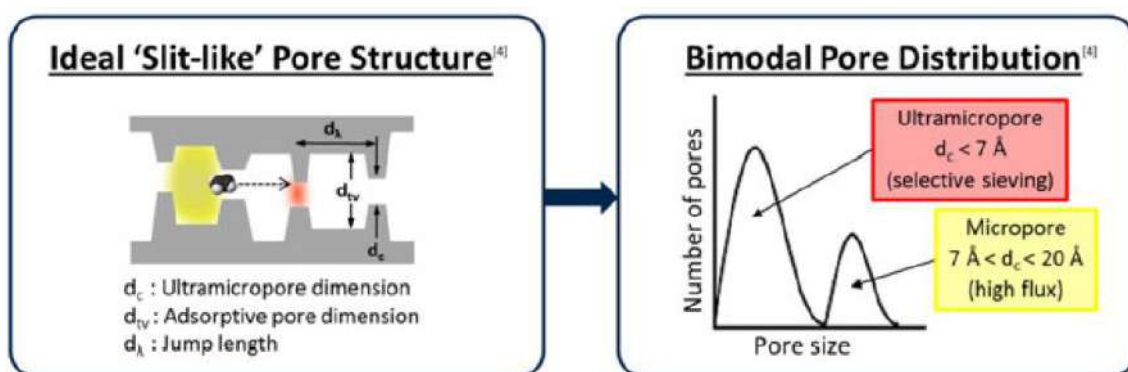 Ideal ‘Slit-like’ Pore Structure[4]
dλ
dtv
dc
dc : Ultramicropore dimension
dtv : Adsorptive pore dimension
dλ : Jump length
Bimodal Pore Distribution[4]
Number of pores
Pore size
Ultramicropore
dc < 7 Å
(selective sieving)
Micropore
7 Å < dc < 20 Å
(high flux)